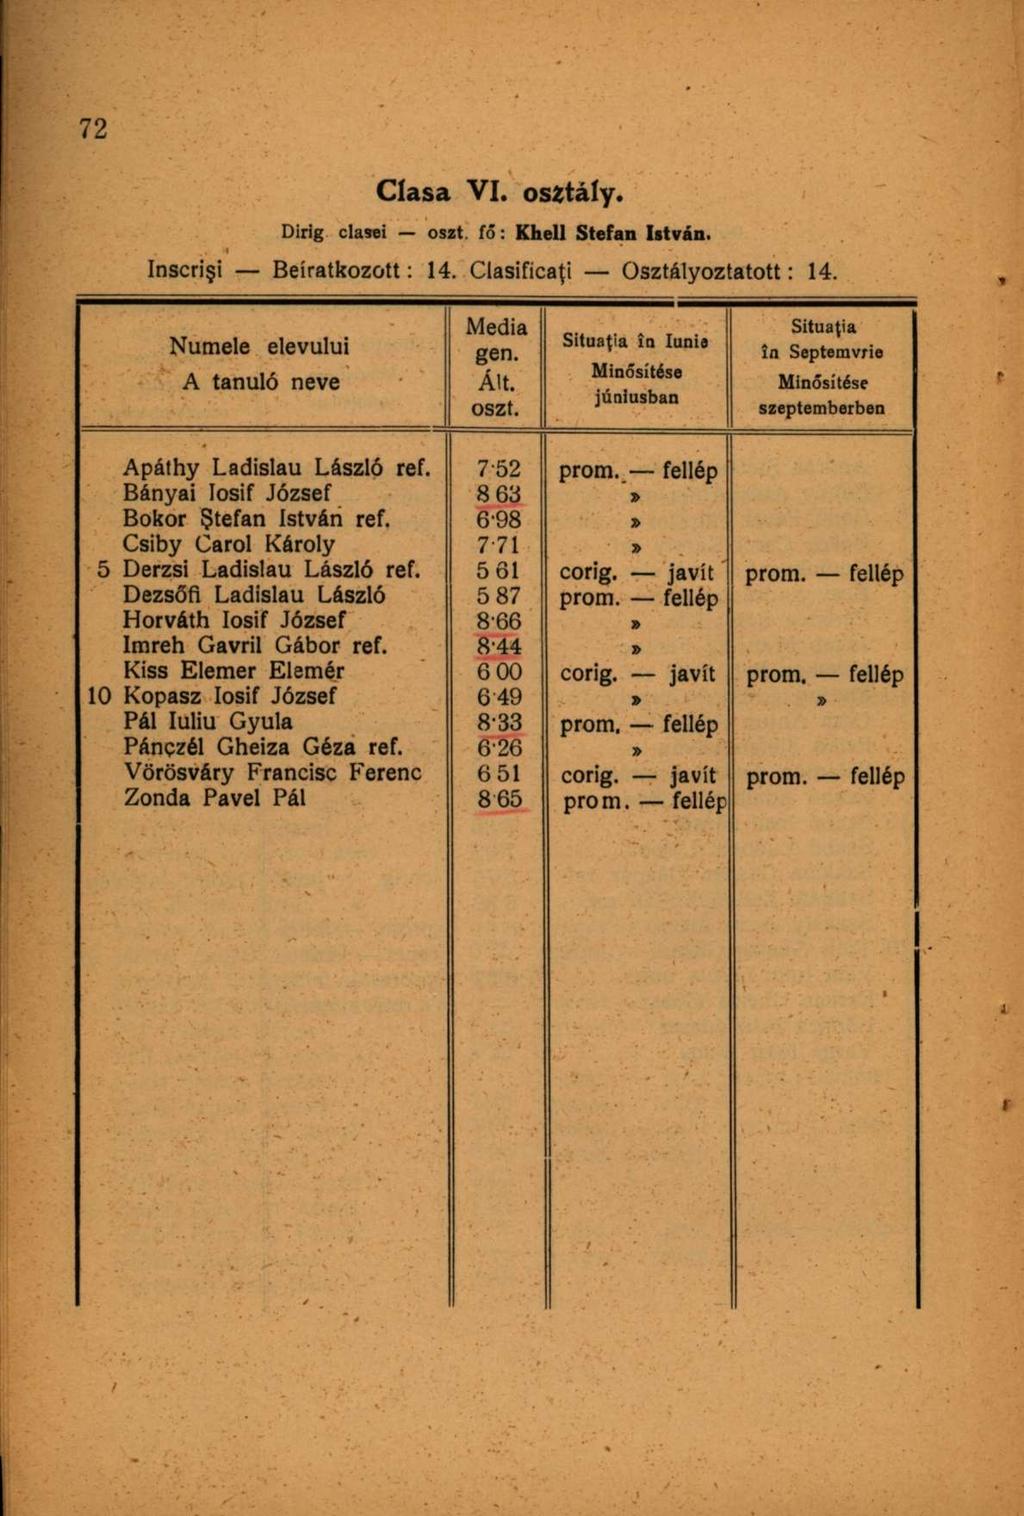 72
Clasa VI. osztály.
Dirig clasei — oszt. fő: Khell Stefan István.
Inscrişi — Beíratkozott: 14. Clasificaţi — Osztályoztatott: 14.
Numele elevului
A tanuló neve
Media
gen.
Ált.
oszt.
Situaţia în Iunie
Minősítése
júniusban
Situaţia
în Septemvrie
Minősítése
szeptemberben
Apáthy Ladislau László ref. 7·52 prom. — fellép
Bányai Iosif József 8 63 »
Bokor Ştefan István ref. 6·98 »
Csiby Carol Károly 7·71 »
5 Derzsi Ladislau László ref. 5 61 corig. — javít prom. — fellép
Dezsőfi Ladislau László 5 87 prom. — fellép
Horváth Iosif József 8·66 »
Imreh Gavril Gábor ref. 8·44 »
Kiss Elemer Elemér 6 00 corig. — javít prom. — fellép
10 Kopasz Iosif József 6·49 » »
Pál Iuliu Gyula 8·33 prom. — fellép
Pánczél Gheiza Géza ref. 6·26 »
Vörösváry Francisc Ferenc 6 51 corig. — javít prom. — fellép
Zonda Pavel Pál 8·65 prom. — fellép